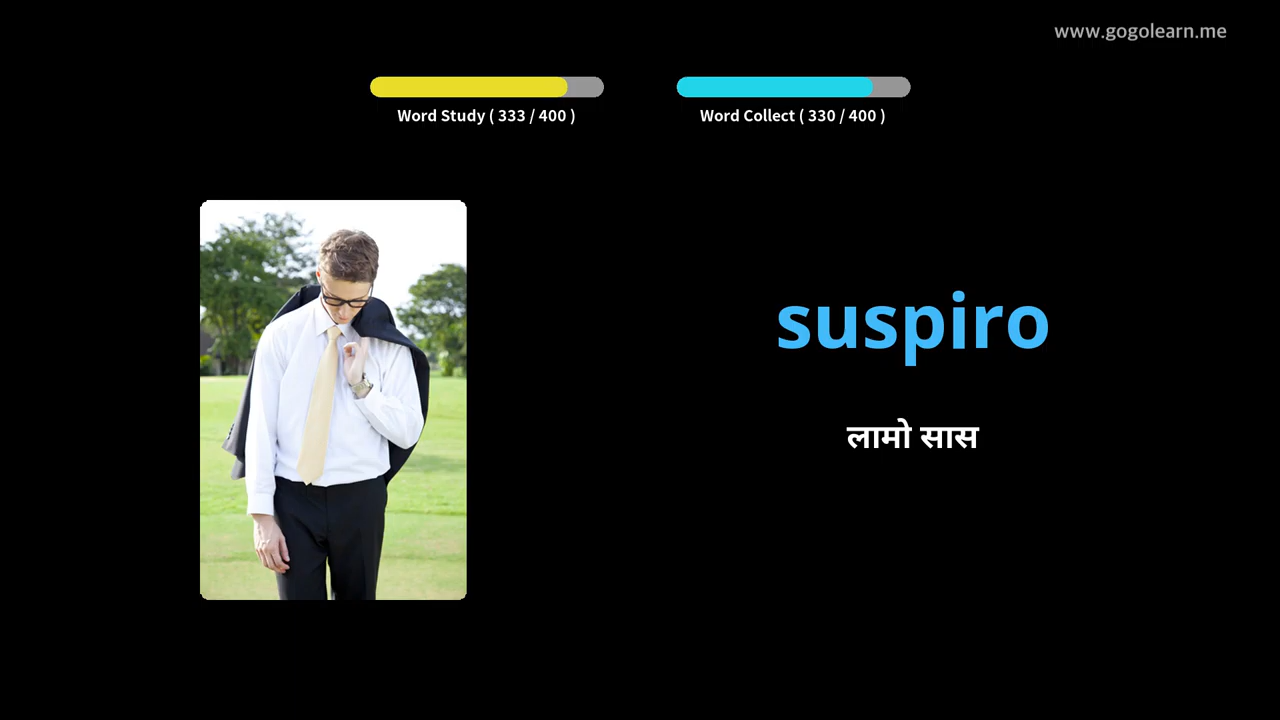 www.gogolearn.me
Word Study ( 333 / 400 )
Word Collect ( 330 / 400 )
suspiro
लामो सास